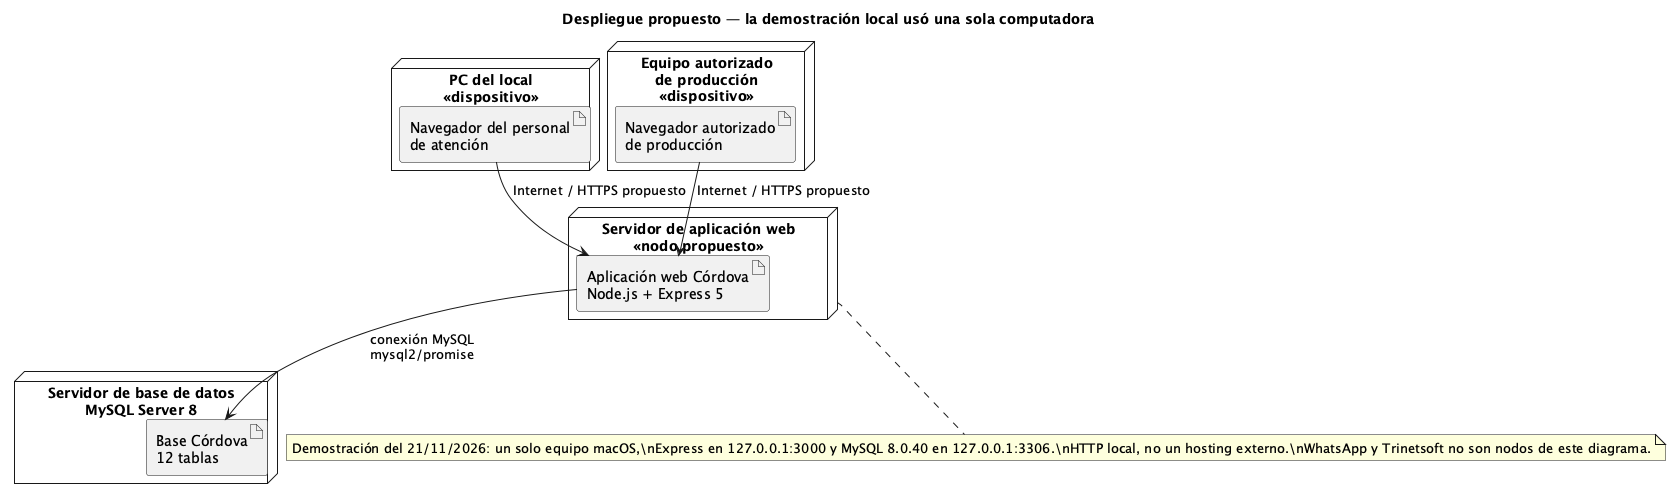 Despliegue propuesto — la demostración local usó una sola computadora
PC del local
«dispositivo»
Navegador del personal
de atención
Equipo autorizado
de producción
«dispositivo»
Navegador autorizado
de producción
Internet / HTTPS propuesto
Internet / HTTPS propuesto
Servidor de aplicación web
«nodo propuesto»
Aplicación web Córdova
Node.js + Express 5
conexión MySQL
mysql2/promise
Servidor de base de datos
MySQL Server 8
Base Córdova
12 tablas
Demostración del 21/11/2026: un solo equipo macOS,\nExpress en 127.0.0.1:3000 y MySQL 8.0.40 en 127.0.0.1:3306.\nHTTP local, no un hosting externo.\nWhatsApp y Trinetsoft no son nodos de este diagrama.